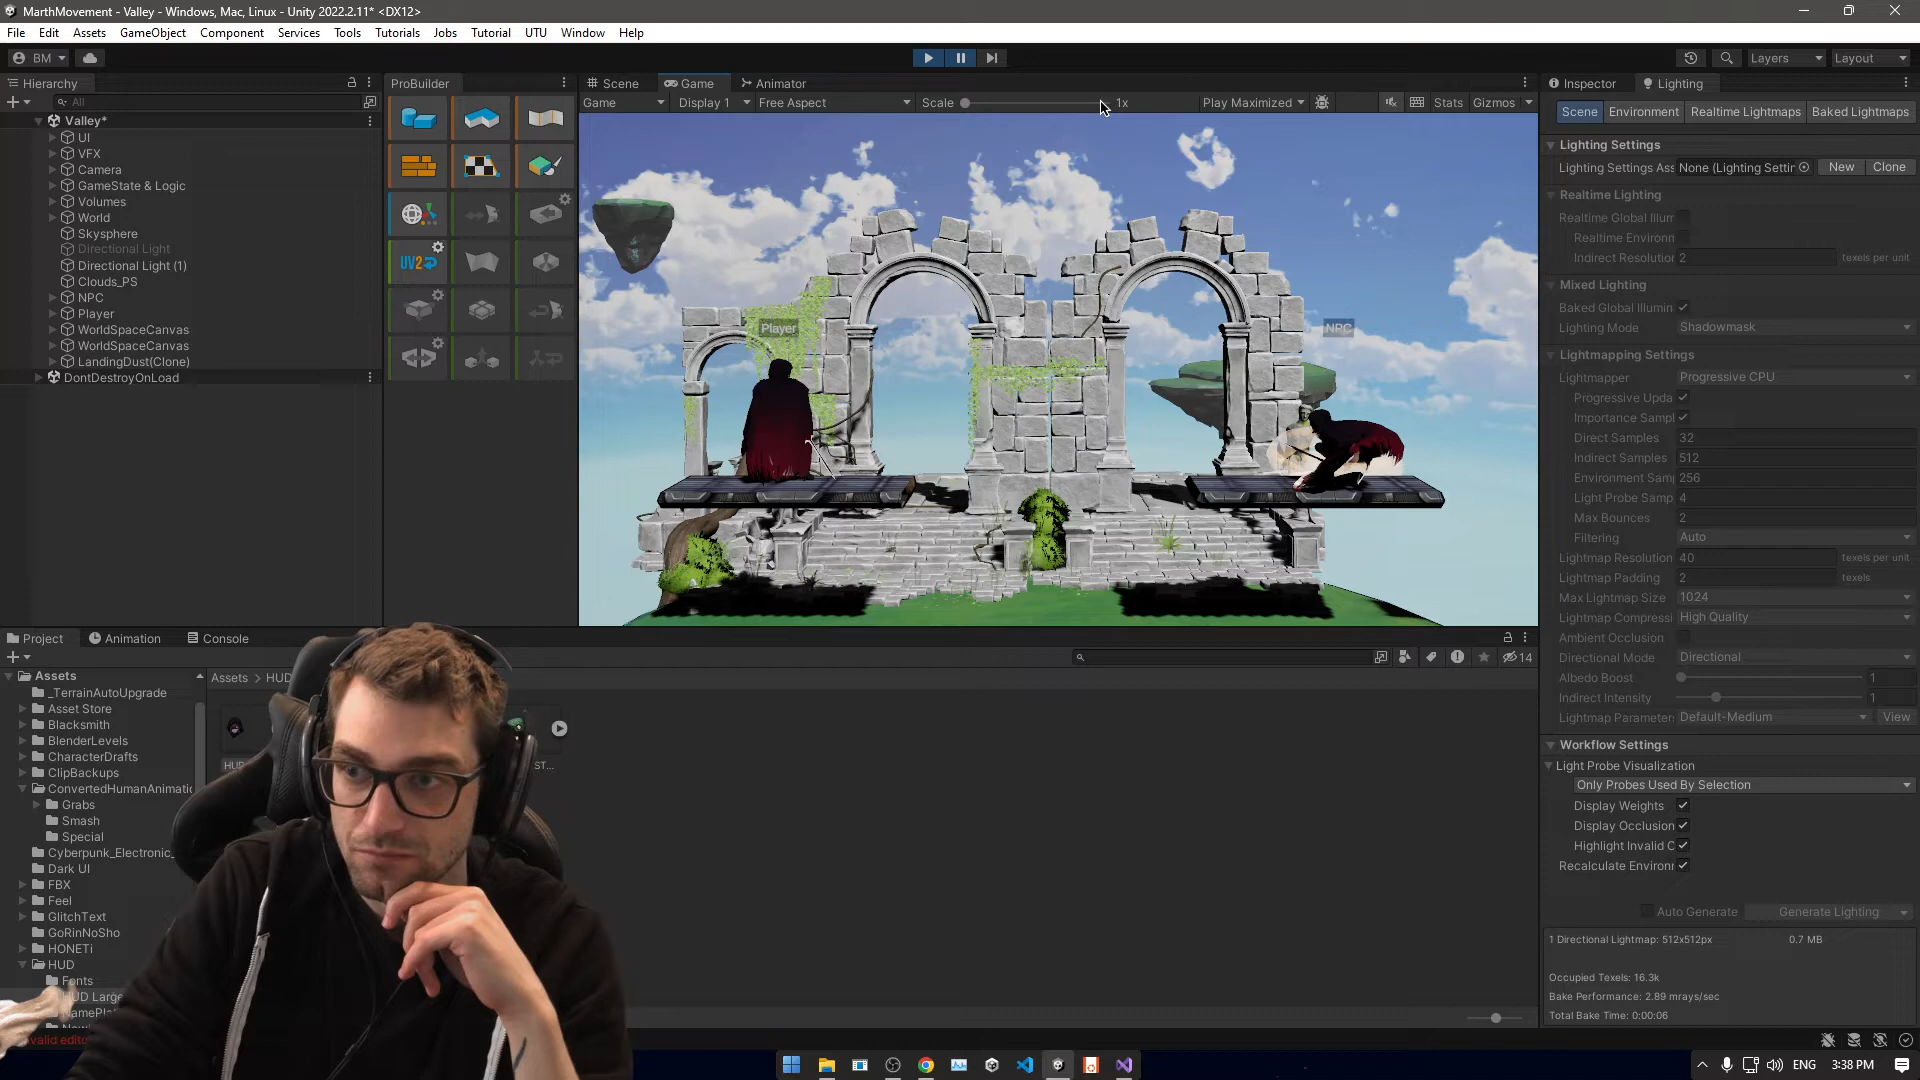 MarthMovement - Valley - Windows, Mac, Linux - Unity 2022.2.11* <DX12>
File Edit Assets GameObject Component Services Tools Tutorials Jobs Tutorial UTU Window Help
BM Layers Layout
Hierarchy ProBuilder Scene Game Animator Inspector Lighting
All Game Display 1 Free Aspect Scale 1x Play Maximized Stats Gizmos
Scene Environment Realtime Lightmaps Baked Lightmaps
Valley*
UI
VFX
Camera
GameState & Logic
Volumes
World
Skysphere
Directional Light
Directional Light (1)
Clouds_PS
NPC
Player
WorldSpaceCanvas
WorldSpaceCanvas
LandingDust(Clone)
DontDestroyOnLoad
UV2
Player
NPC
Lighting Settings
Lighting Settings Ass None (Lighting Settin New Clone
Realtime Lighting
Realtime Global Illum
Realtime Environm
Indirect Resolution 2 texels per unit
Mixed Lighting
Baked Global Illumin
Lighting Mode Shadowmask
Lightmapping Settings
Lightmapper Progressive CPU
Progressive Upda
Importance Sampl
Direct Samples 32
Indirect Samples 512
Environment Sam 256
Light Probe Samp 4
Max Bounces 2
Filtering Auto
Lightmap Resolution 40 texels per unit
Lightmap Padding 2 texels
Max Lightmap Size 1024
Lightmap Compressi High Quality
Ambient Occlusion
Directional Mode Directional
Albedo Boost 1
Indirect Intensity 1
Lightmap Parameter Default-Medium View
Workflow Settings
Light Probe Visualization
Only Probes Used By Selection
Display Weights
Display Occlusion
Highlight Invalid C
Recalculate Environn
Auto Generate Generate Lighting
1 Directional Lightmap: 512x512px 0.7 MB
Occupied Texels: 16.3k
Bake Performance: 2.89 mrays/sec
Total Bake Time: 0:00:06
Project Animation Console
14
Assets
Assets > HUD
_TerrainAutoUpgrade
Asset Store
Blacksmith
BlenderLevels
CharacterDrafts
ClipBackups
ConvertedHumanAnimatic
Grabs
Smash
Special
Cyberpunk_Electronic_
Dark UI
FBX
Feel
GlitchText
GoRinNoSho
HONETi
HUD
Fonts
HUD Large
ST...
ENG 3:38 PM